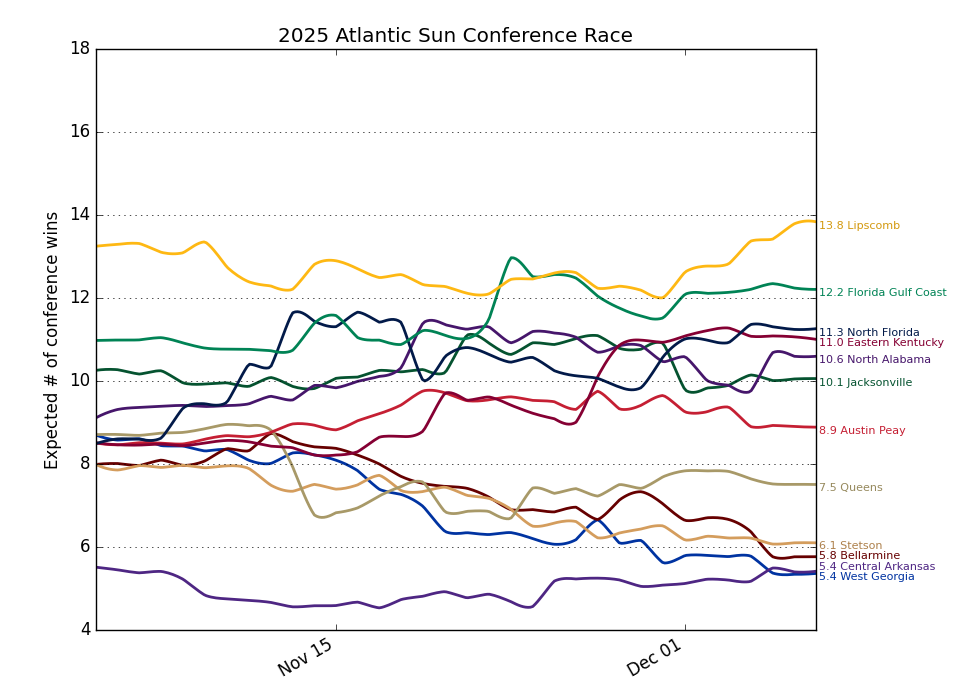 2025 Atlantic Sun Conference Race
Expected # of conference wins
18
16
14
12
10
8
6
4
Nov 15
Dec 01
13.8 Lipscomb
12.2 Florida Gulf Coast
11.3 North Florida
11.0 Eastern Kentucky
10.6 North Alabama
10.1 Jacksonville
8.9 Austin Peay
7.5 Queens
6.1 Stetson
5.8 Bellarmine
5.4 Central Arkansas
5.4 West Georgia